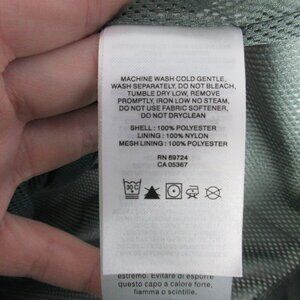 MACHINE WASH COLD GENTLE,
WASH SEPARATELY, DO NOT BLEACH,
TUMBLE DRY LOW, REMOVE
PROMPTLY, IRON LOW NO STEAM,
DO NOT USE FABRIC SOFTENER,
DO NOT DRYCLEAN
SHELL : 100% POLYESTER
LINING : 100% NYLON
MESH LINING : 100% POLYESTER
RN 69724
CA 05367
30 C
estremo. Evitare di esporre
questo capo a calore forte,
fiamma o scintille.